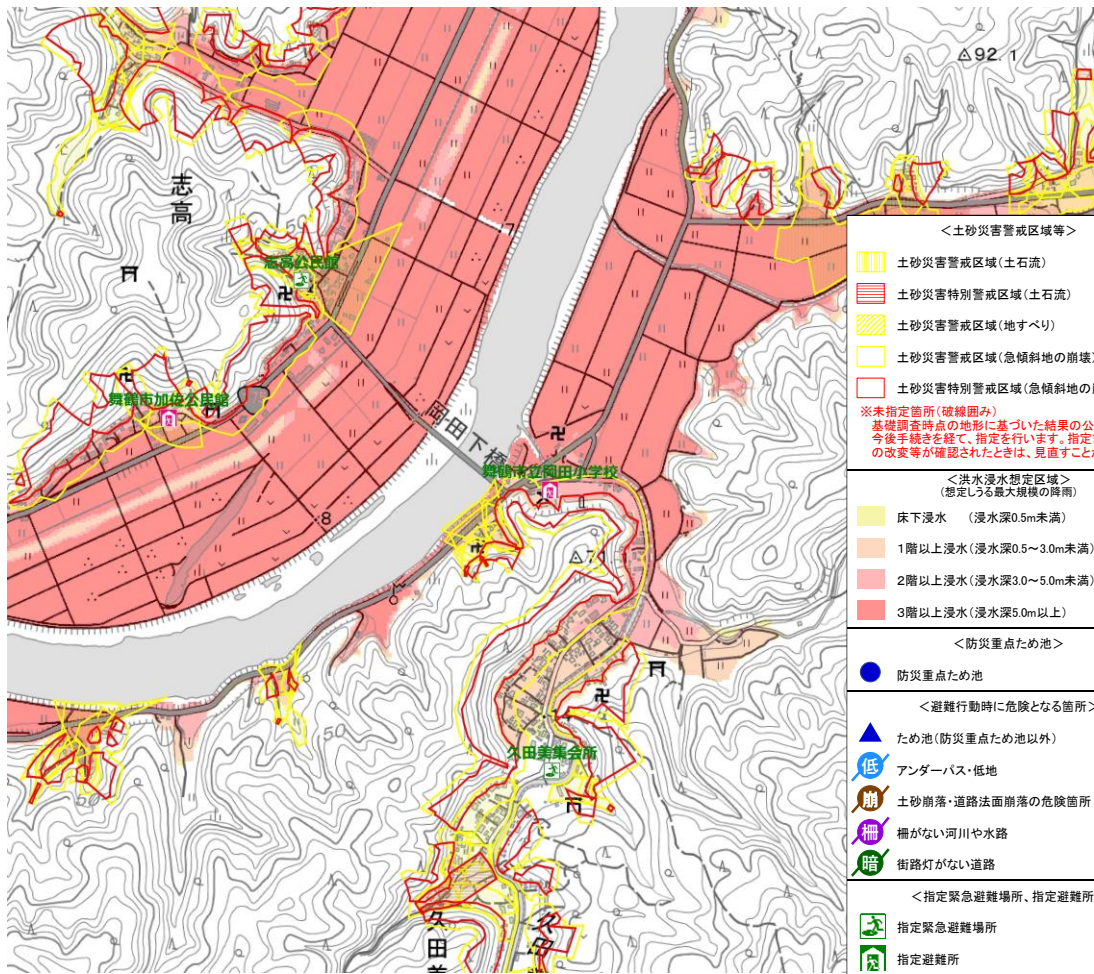 △92.1
志高
志高公民館
舞鶴市加佐公民館
岡田下橋
舞鶴市立岡田小学校
△71
・7
・8
50
50
50
久田美集会所
久田美
久田
＜土砂災害警戒区域等＞
土砂災害警戒区域(土石流)
土砂災害特別警戒区域(土石流)
土砂災害警戒区域(地すべり)
土砂災害警戒区域(急傾斜地の崩壊)
土砂災害特別警戒区域(急傾斜地の
※未指定箇所(破線囲み)
基礎調査時点の地形に基づいた結果の公
今後手続きを経て、指定を行います。指定
の改変等が確認されたときは、見直すことが
＜洪水浸水想定区域＞
(想定しうる最大規模の降雨)
床下浸水　(浸水深0.5m未満)
1階以上浸水(浸水深0.5～3.0m未満)
2階以上浸水(浸水深3.0～5.0m未満)
3階以上浸水(浸水深5.0m以上)
＜防災重点ため池＞
防災重点ため池
＜避難行動時に危険となる箇所＞
ため池(防災重点ため池以外)
低 アンダーパス・低地
崩 土砂崩落・道路法面崩落の危険箇所
柵 柵がない河川や水路
暗 街路灯がない道路
＜指定緊急避難場所、指定避難所
指定緊急避難場所
指定避難所